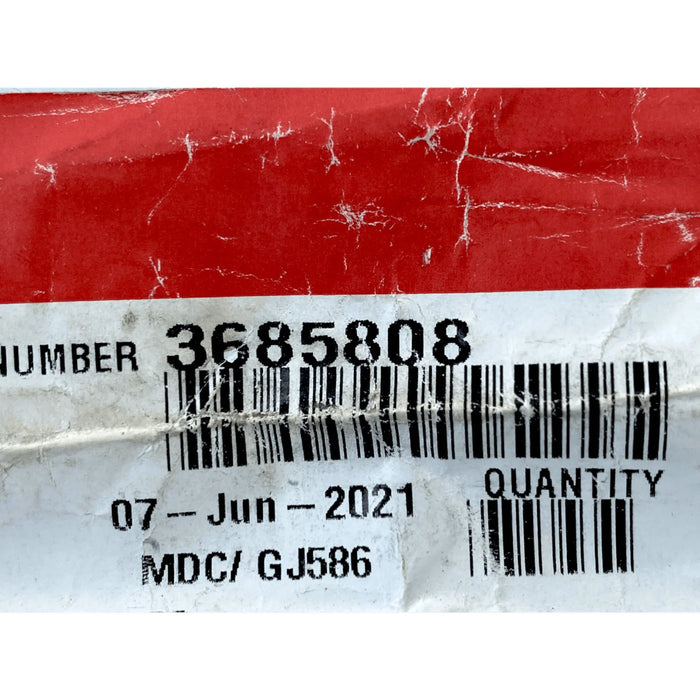 NUMBER 3685808
07-Jun-2021
QUANTITY
MDC/ GJ586